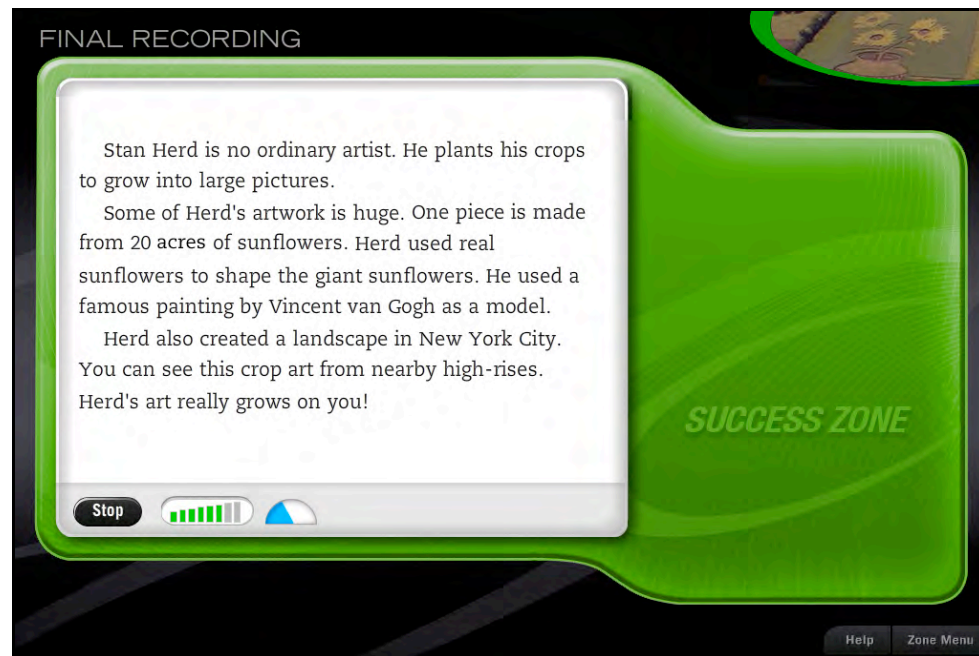 FINAL RECORDING
Stan Herd is no ordinary artist. He plants his crops
to grow into large pictures.
Some of Herd's artwork is huge. One piece is made
from 20 acres of sunflowers. Herd used real
sunflowers to shape the giant sunflowers. He used a
famous painting by Vincent van Gogh as a model.
Herd also created a landscape in New York City.
You can see this crop art from nearby high-rises.
Herd's art really grows on you!
SUCCESS ZONE
Stop
Help Zone Menu